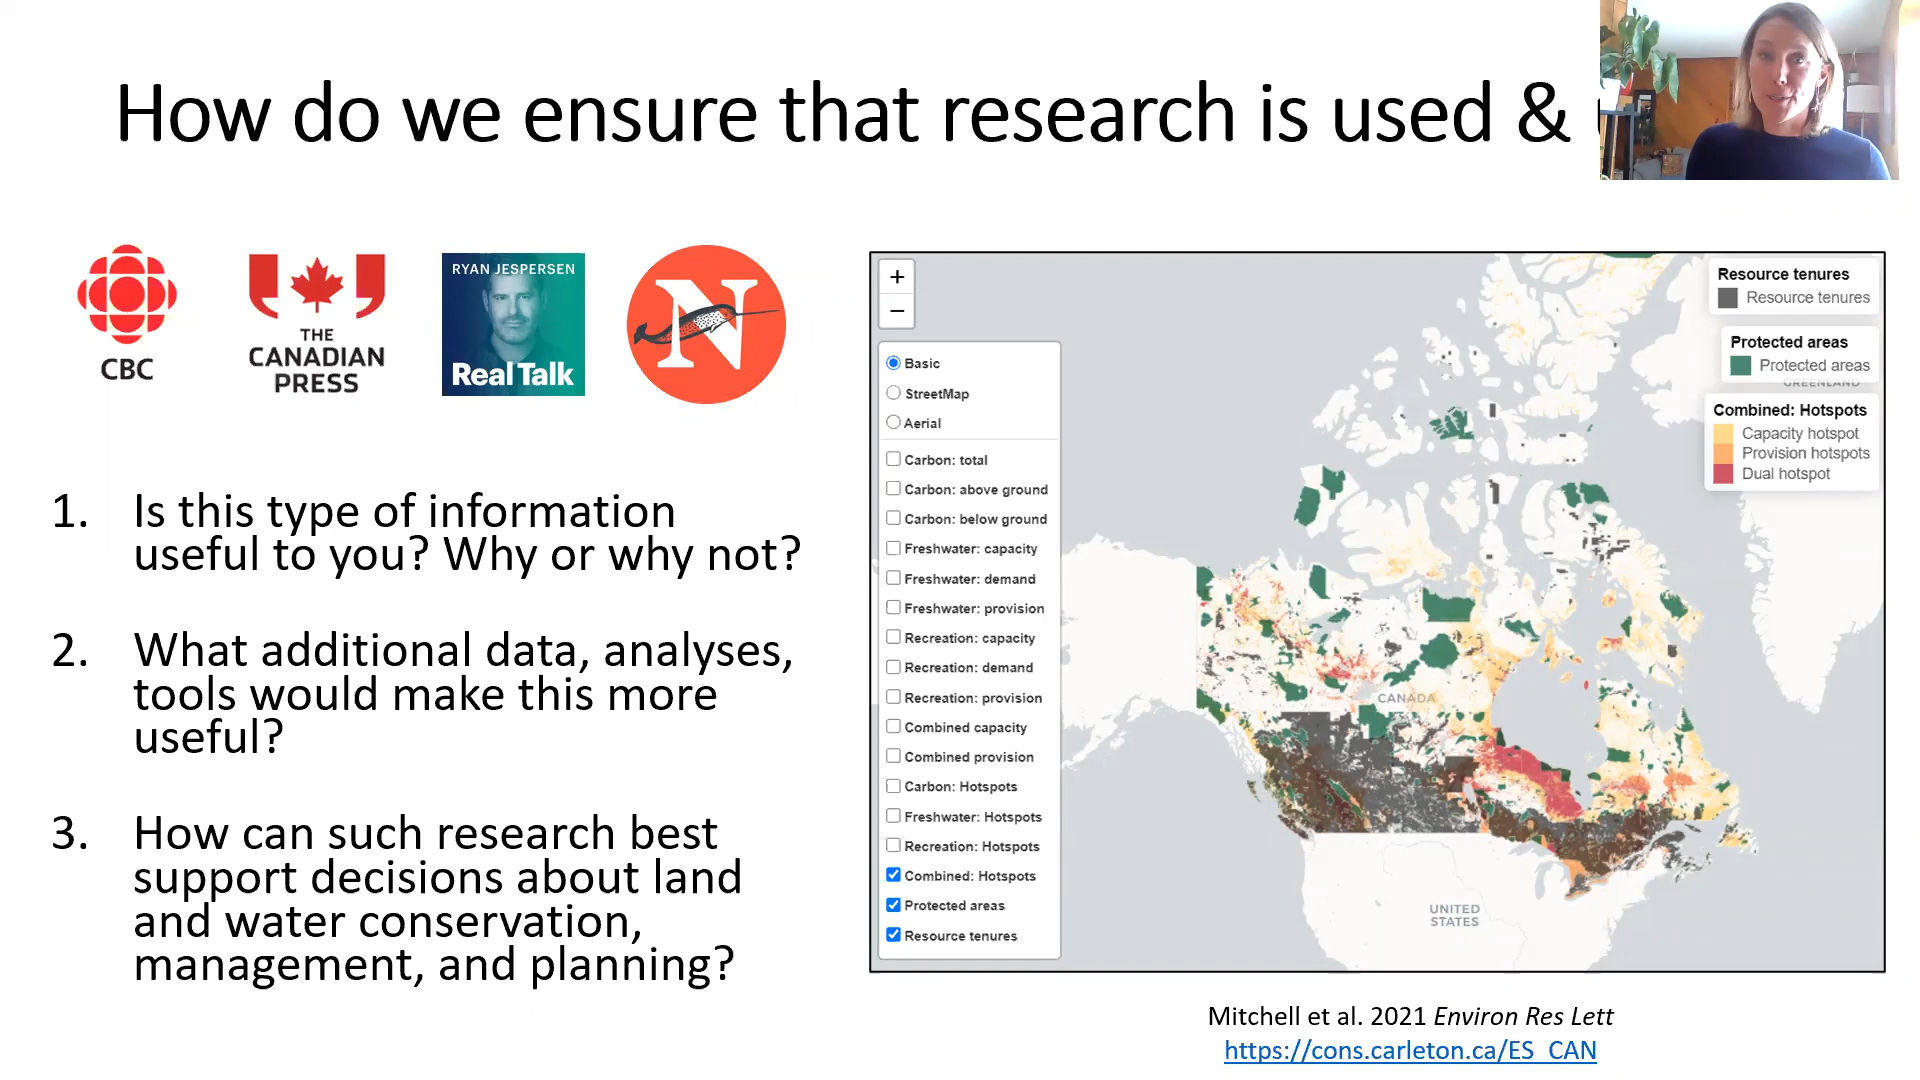 How do we ensure that research is used &
CBC
THE
CANADIAN
PRESS
RYAN JESPERSEN
Real Talk
N
1. Is this type of information
useful to you? Why or why not?
2. What additional data, analyses,
tools would make this more
useful?
3. How can such research best
support decisions about land
and water conservation,
management, and planning?
+
−
Basic
StreetMap
Aerial
Carbon: total
Carbon: above ground
Carbon: below ground
Freshwater: capacity
Freshwater: demand
Freshwater: provision
Recreation: capacity
Recreation: demand
Recreation: provision
Combined capacity
Combined provision
Carbon: Hotspots
Freshwater: Hotspots
Recreation: Hotspots
Combined: Hotspots
Protected areas
Resource tenures
Resource tenures
Resource tenures
Protected areas
Protected areas
GREENLAND
Combined: Hotspots
Capacity hotspot
Provision hotspots
Dual hotspot
CANADA
UNITED
STATES
Mitchell et al. 2021 Environ Res Lett
https://cons.carleton.ca/ES_CAN